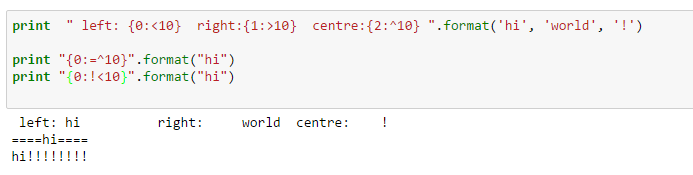 print  " left: {0:<10}  right:{1:>10}  centre:{2:^10} ".format('hi', 'world', '!')
print "{0:=^10}".format("hi")
print "{0:!<10}".format("hi")
 left: hi          right:     world  centre:    !
====hi====
hi!!!!!!!!